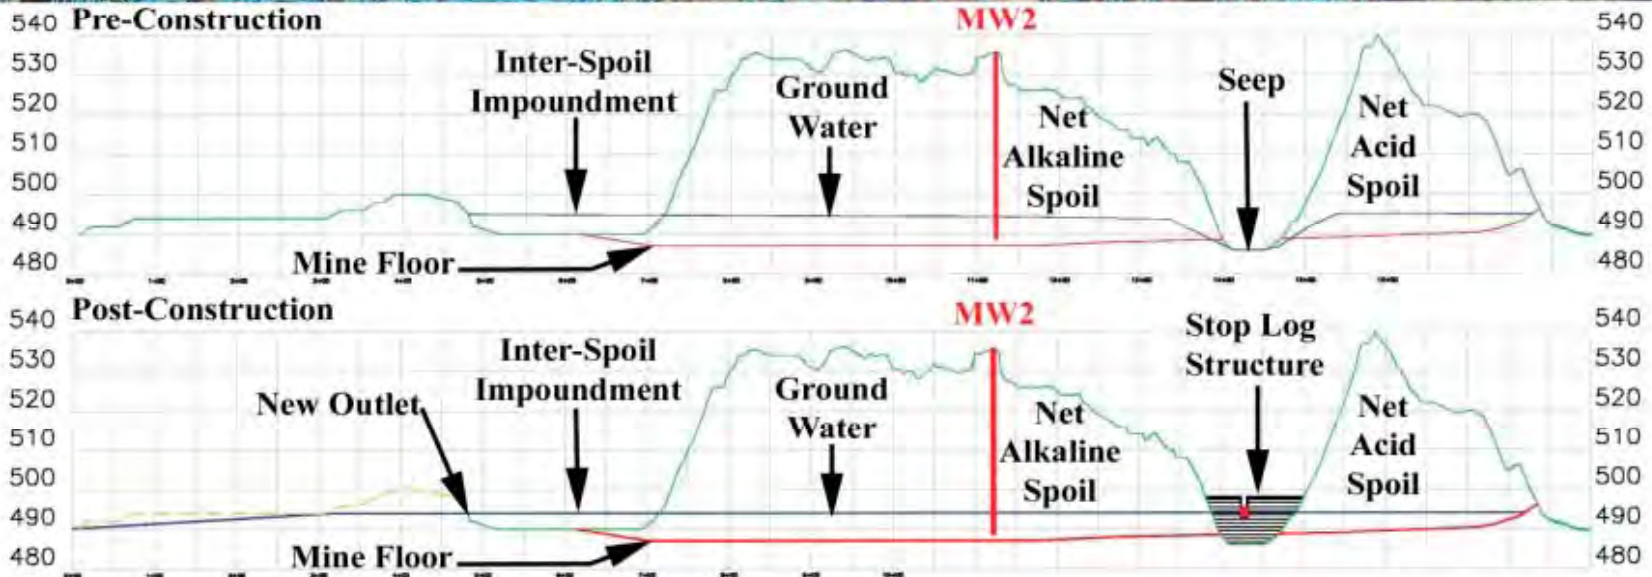 Pre-Construction
MW2
540
530
520
510
500
490
480
540
530
520
510
500
490
480
Inter-Spoil
Impoundment
Ground
Water
Net
Alkaline
Spoil
Seep
Net
Acid
Spoil
Mine Floor
Post-Construction
MW2
540
530
520
510
500
490
480
540
530
520
510
500
490
480
New Outlet
Inter-Spoil
Impoundment
Ground
Water
Net
Alkaline
Spoil
Stop Log
Structure
Net
Acid
Spoil
Mine Floor